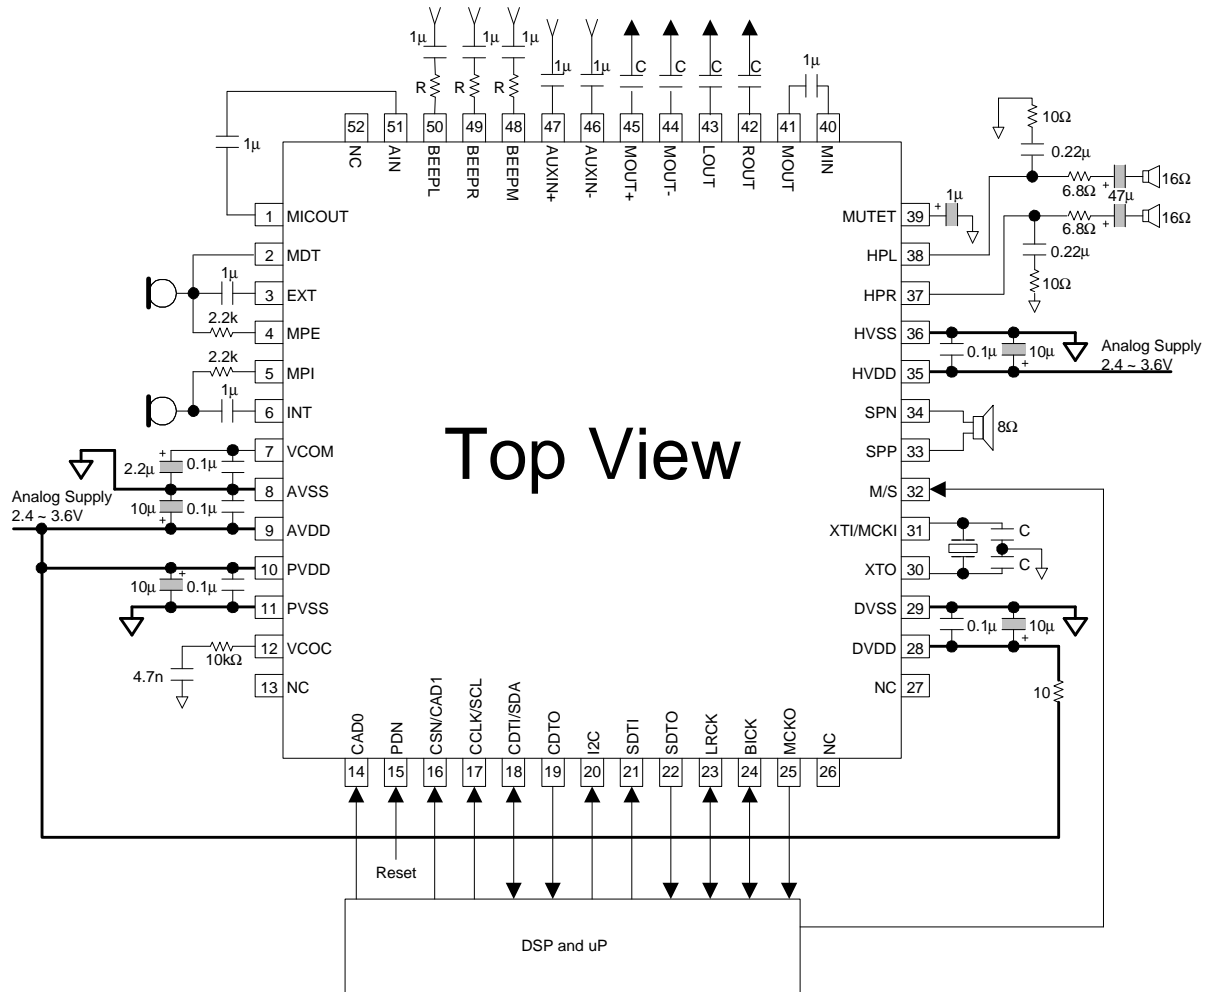 1μ
1μ
1μ
1μ
1μ
C
C
C
C
1μ
R
R
R
1μ
52
51
50
49
48
47
46
45
44
43
42
41
40
NC
AIN
BEEPL
BEEPR
BEEPM
AUXIN+
AUXIN-
MOUT+
MOUT-
LOUT
ROUT
MOUT
MIN
1 MICOUT
2 MDT
1μ
3 EXT
2.2k
4 MPE
2.2k
5 MPI
1μ
6 INT
7 VCOM
+
2.2μ
0.1μ
8 AVSS
Analog Supply
2.4 ~ 3.6V
10μ
0.1μ
+
9 AVDD
10 PVDD
+
10μ
0.1μ
11 PVSS
12 VCOC
10kΩ
4.7n
13 NC
Top View
10Ω
0.22μ
6.8Ω
+
47μ
16Ω
6.8Ω
+
16Ω
0.22μ
10Ω
MUTET 39
+
1μ
HPL 38
HPR 37
HVSS 36
0.1μ
10μ
+
Analog Supply
2.4 ~ 3.6V
HVDD 35
SPN 34
8Ω
SPP 33
M/S 32
XTI/MCKI 31
C
C
XTO 30
DVSS 29
0.1μ
10μ
+
DVDD 28
NC 27
10
CAD0
PDN
CSN/CAD1
CCLK/SCL
CDTI/SDA
CDTO
I2C
SDTI
SDTO
LRCK
BICK
MCKO
NC
14
15
16
17
18
19
20
21
22
23
24
25
26
Reset
DSP and uP